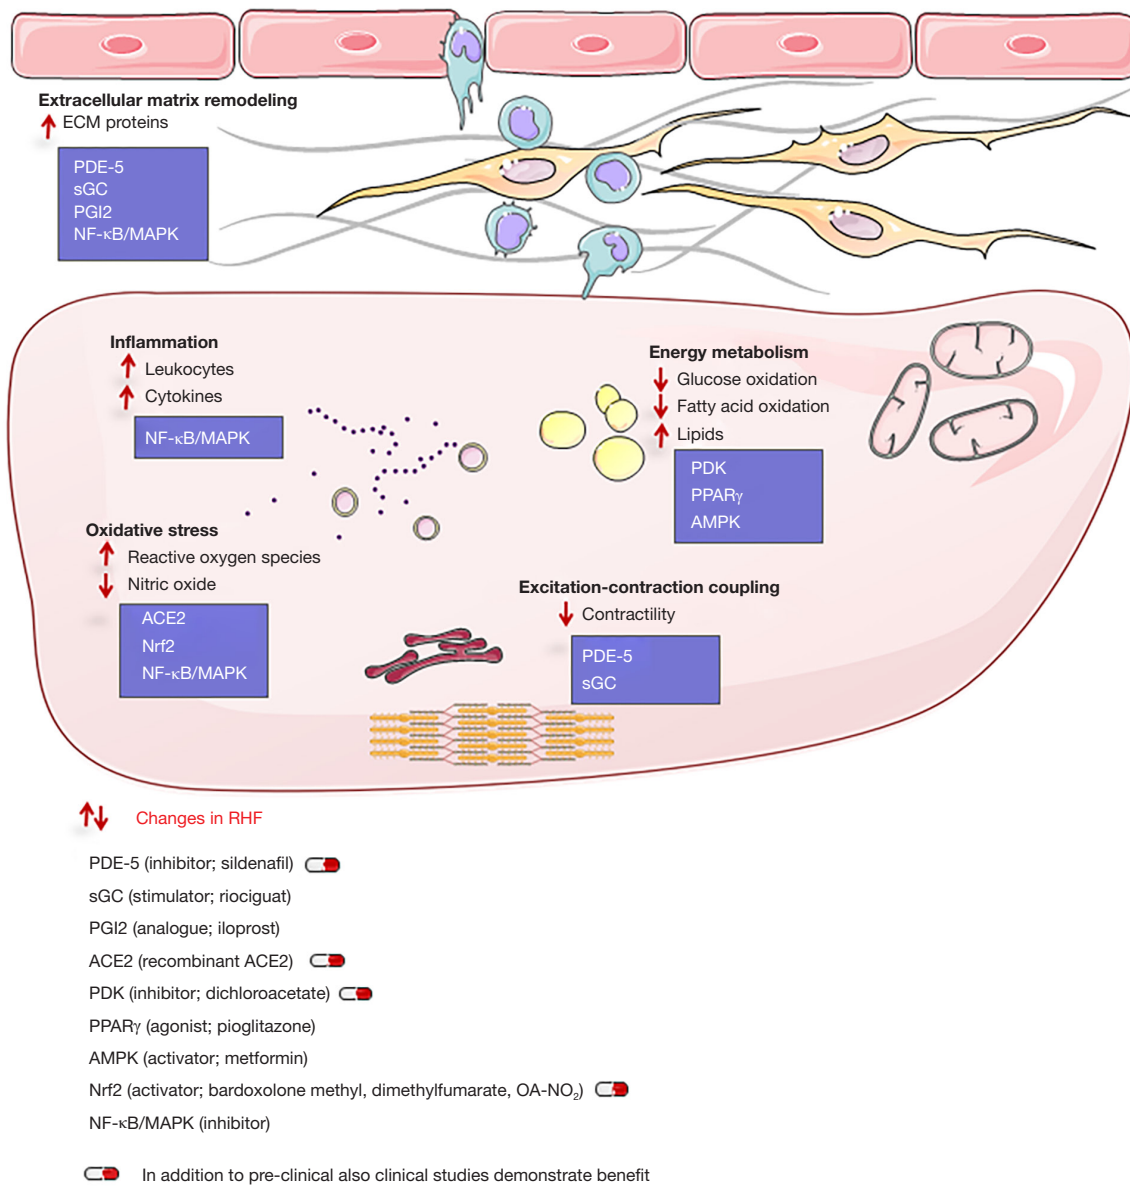 Extracellular matrix remodeling
ECM proteins
PDE-5
sGC
PGI2
NF-κB/MAPK
Inflammation
Leukocytes
Cytokines
NF-κB/MAPK
Energy metabolism
Glucose oxidation
Fatty acid oxidation
Lipids
PDK
PPARγ
AMPK
Oxidative stress
Reactive oxygen species
Nitric oxide
ACE2
Nrf2
NF-κB/MAPK
Excitation-contraction coupling
Contractility
PDE-5
sGC
Changes in RHF
PDE-5 (inhibitor; sildenafil)
sGC (stimulator; riociguat)
PGI2 (analogue; iloprost)
ACE2 (recombinant ACE2)
PDK (inhibitor; dichloroacetate)
PPARγ (agonist; pioglitazone)
AMPK (activator; metformin)
Nrf2 (activator; bardoxolone methyl, dimethylfumarate, OA-NO₂)
NF-κB/MAPK (inhibitor)
In addition to pre-clinical also clinical studies demonstrate benefit